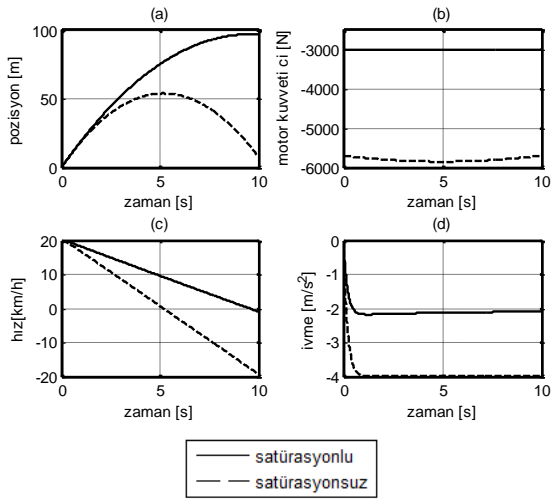 (a)
100
50
0
pozisyon [m]
0
5
10
zaman [s]
(b)
-3000
-4000
-5000
-6000
motor kuvveti ci [N]
0
5
10
zaman [s]
(c)
20
10
0
-10
-20
hız[km/h]
0
5
10
zaman [s]
(d)
0
-1
-2
-3
-4
ivme [m/s²]
0
5
10
zaman [s]
satürasyonlu
satürasyonsuz